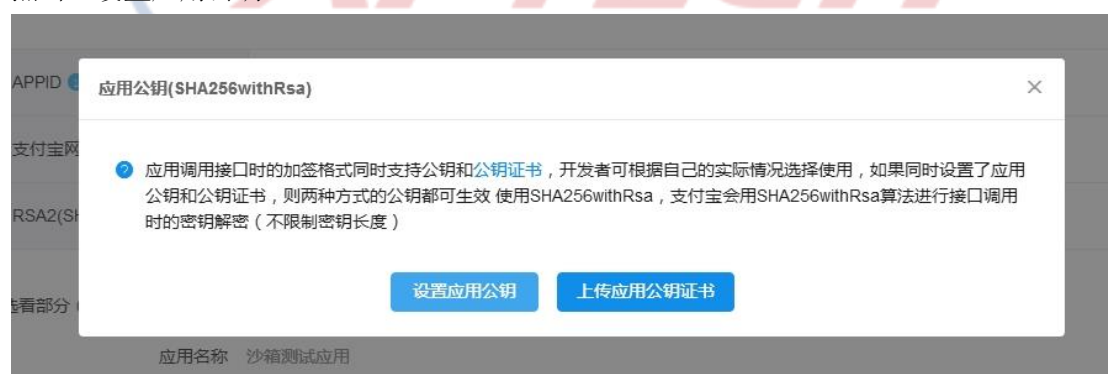 APPID
应用公钥(SHA256withRsa)
支付宝网
应用调用接口时的加签格式同时支持公钥和公钥证书，开发者可根据自己的实际情况选择使用，如果同时设置了应用
公钥和公钥证书，则两种方式的公钥都可生效 使用SHA256withRsa，支付宝会用SHA256withRsa算法进行接口调用
RSA2(SH
时的密钥解密（不限制密钥长度）
设置应用公钥 上传应用公钥证书
看部分
应用名称 沙箱测试应用